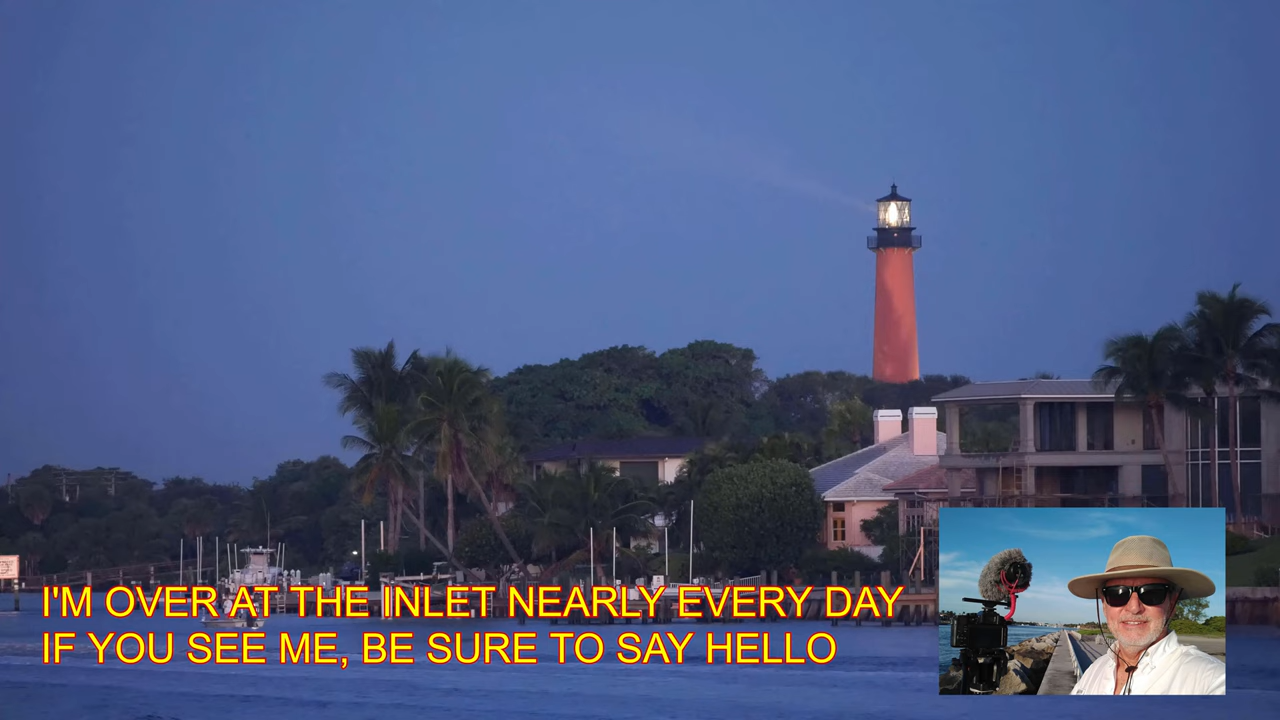 I'M OVER AT THE INLET NEARLY EVERY DAY
IF YOU SEE ME, BE SURE TO SAY HELLO